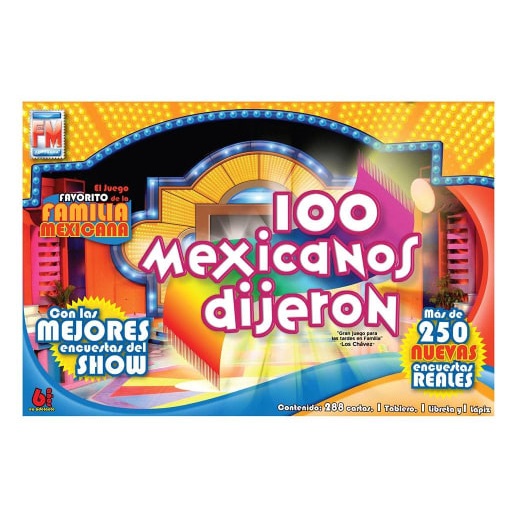 FM
El Juego
FAVORITO de la
FAMILIA
MEXICANA
100
Mexicanos
dijeron
"Gran juego para
las tardes en Familia"
-Los Chávez-
Con las
MEJORES
encuestas del
SHOW
Más de
250
NUEVAS
encuestas
REALES
6
en adelante
Contenido: 288 cartas, 1 Tablero, 1 Libreta y 1 Lápiz